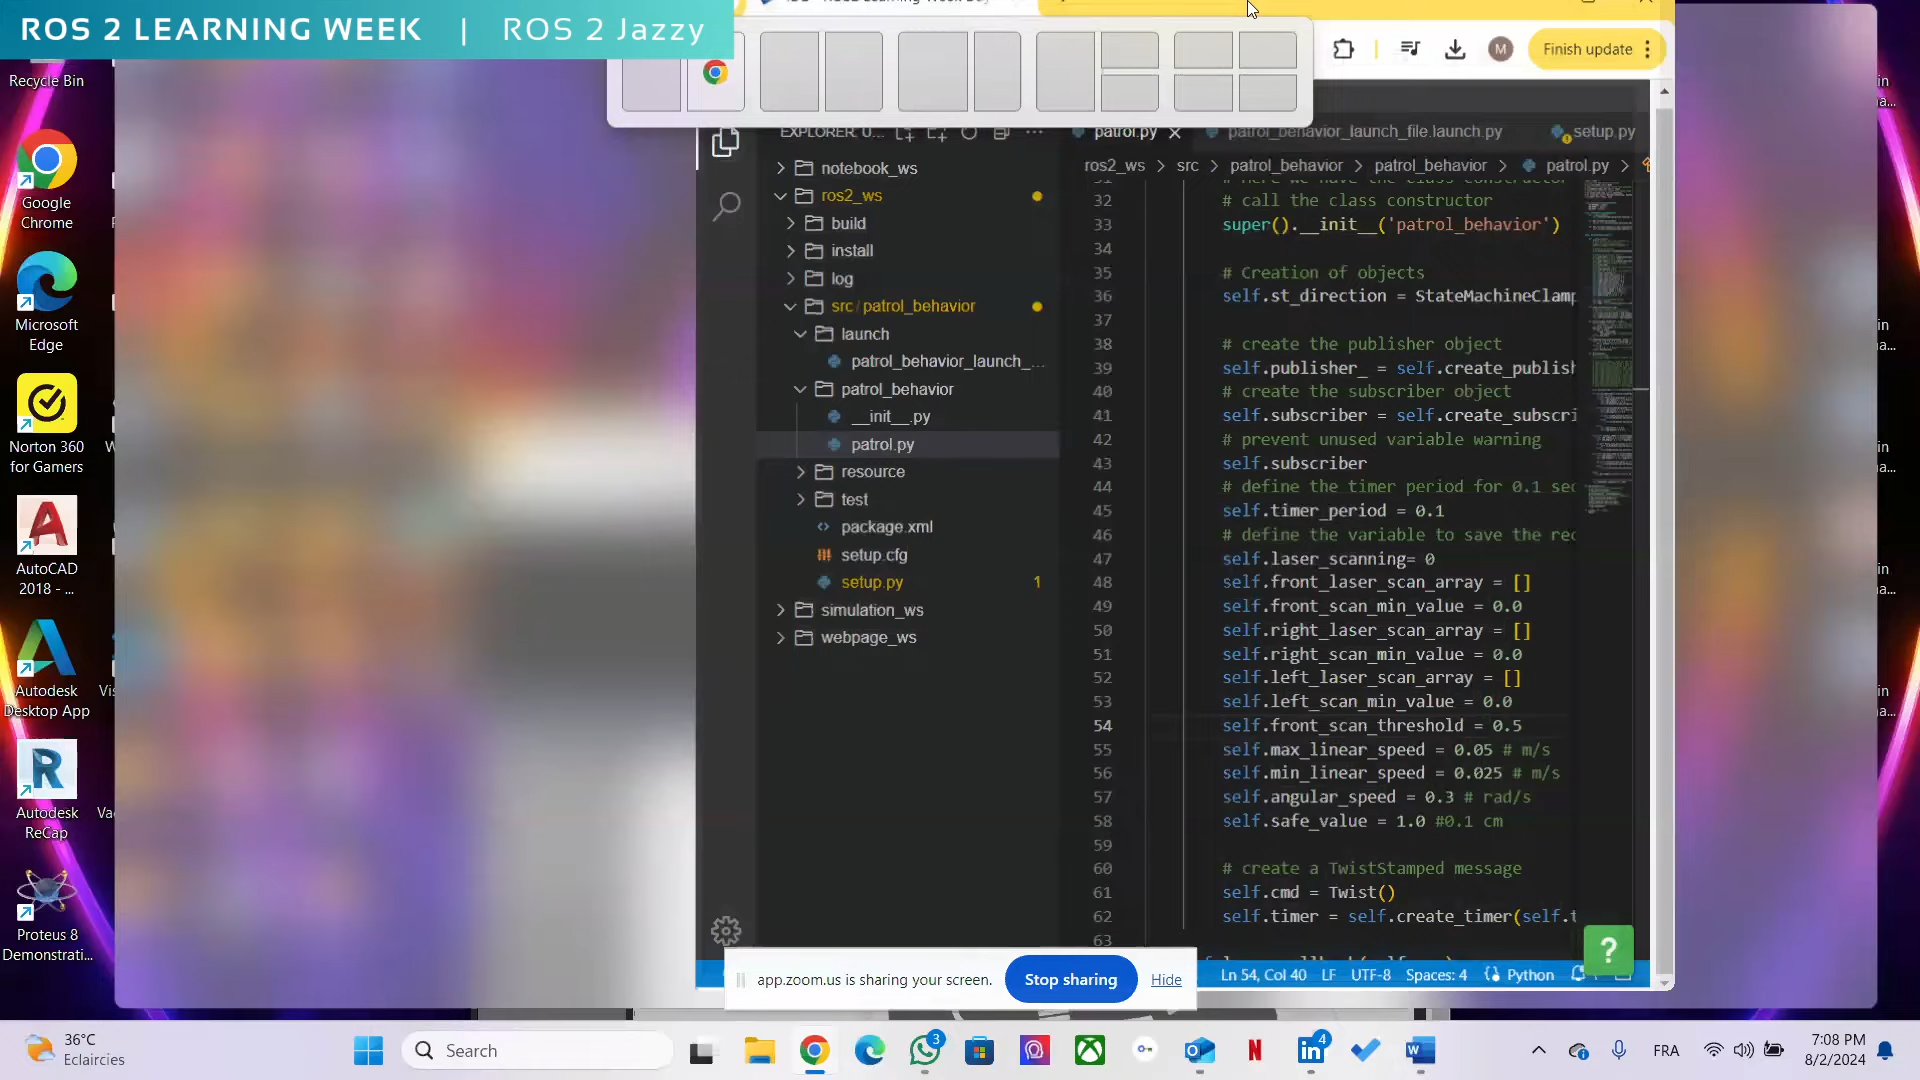 ROS 2 LEARNING WEEK | ROS 2 Jazzy
Finish update
M
Recycle Bin
Google
Chrome
Microsoft
Edge
Norton 360
for Gamers
AutoCAD
2018 - ...
Autodesk
Desktop App
Autodesk
ReCap
Proteus 8
Demonstrati...
EXPLORER: U...
notebook_ws
ros2_ws
build
install
log
src / patrol_behavior
launch
patrol_behavior_launch_...
patrol_behavior
__init__.py
patrol.py
resource
test
package.xml
setup.cfg
setup.py 1
simulation_ws
webpage_ws
patrol.py
patrol_behavior_launch_file.launch.py
setup.py
ros2_ws > src > patrol_behavior > patrol_behavior > patrol.py >
31 # here we have the class constructor
32 # call the class constructor
33 super().__init__('patrol_behavior')
34
35 # Creation of objects
36 self.st_direction = StateMachineClamp
37
38 # create the publisher object
39 self.publisher_ = self.create_publish
40 # create the subscriber object
41 self.subscriber = self.create_subscri
42 # prevent unused variable warning
43 self.subscriber
44 # define the timer period for 0.1 sec
45 self.timer_period = 0.1
46 # define the variable to save the rec
47 self.laser_scanning= 0
48 self.front_laser_scan_array = []
49 self.front_scan_min_value = 0.0
50 self.right_laser_scan_array = []
51 self.right_scan_min_value = 0.0
52 self.left_laser_scan_array = []
53 self.left_scan_min_value = 0.0
54 self.front_scan_threshold = 0.5
55 self.max_linear_speed = 0.05 # m/s
56 self.min_linear_speed = 0.025 # m/s
57 self.angular_speed = 0.3 # rad/s
58 self.safe_value = 1.0 #0.1 cm
59
60 # create a TwistStamped message
61 self.cmd = Twist()
62 self.timer = self.create_timer(self.t
63
?
app.zoom.us is sharing your screen.
Stop sharing
Hide
Ln 54, Col 40 LF UTF-8 Spaces: 4 Python
36°C
Eclaircies
Search
3
4
FRA
7:08 PM
8/2/2024